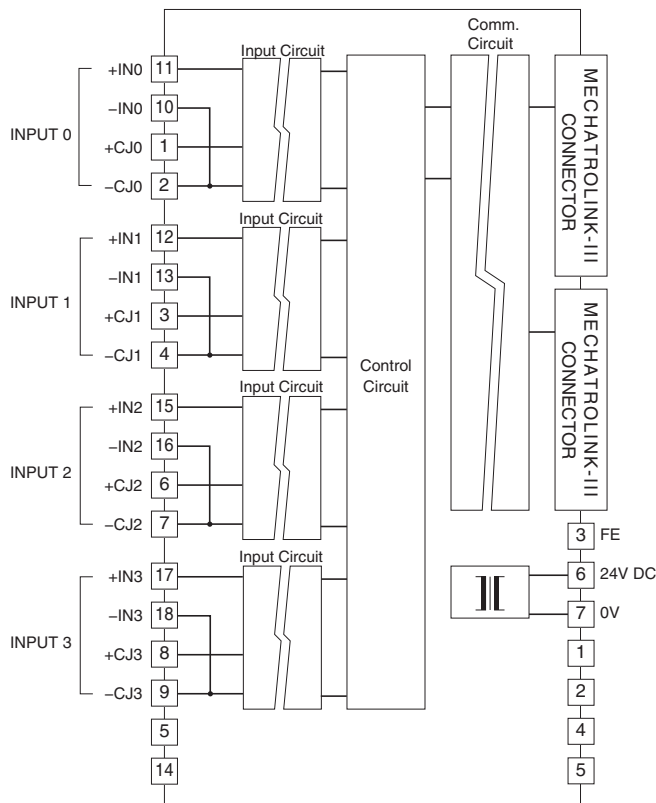 Input Circuit
Comm.
Circuit
INPUT 0
+IN0 11
−IN0 10
+CJ0 1
−CJ0 2
Input Circuit
INPUT 1
+IN1 12
−IN1 13
+CJ1 3
−CJ1 4
Input Circuit
INPUT 2
+IN2 15
−IN2 16
+CJ2 6
−CJ2 7
Input Circuit
INPUT 3
+IN3 17
−IN3 18
+CJ3 8
−CJ3 9
5
14
Control
Circuit
MECHATROLINK-III
CONNECTOR
MECHATROLINK-III
CONNECTOR
3 FE
6 24V DC
7 0V
1
2
4
5